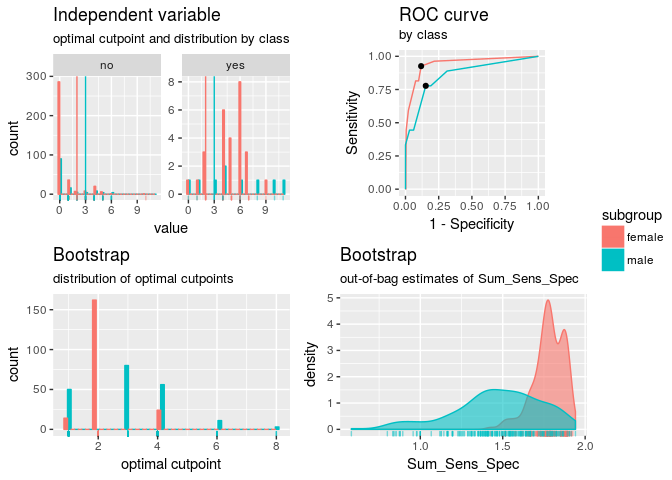 Independent variable
optimal cutpoint and distribution by class
no
yes
300
200
100
0
8
6
4
2
0
count
0
3
6
9
0
3
6
9
value
ROC curve
by class
1.00
0.75
0.50
0.25
0.00
Sensitivity
0.00
0.25
0.50
0.75
1.00
1 - Specificity
subgroup
female
male
Bootstrap
distribution of optimal cutpoints
150
100
50
0
count
2
4
6
8
optimal cutpoint
Bootstrap
out-of-bag estimates of Sum_Sens_Spec
5
4
3
2
1
0
density
1.0
1.5
2.0
Sum_Sens_Spec